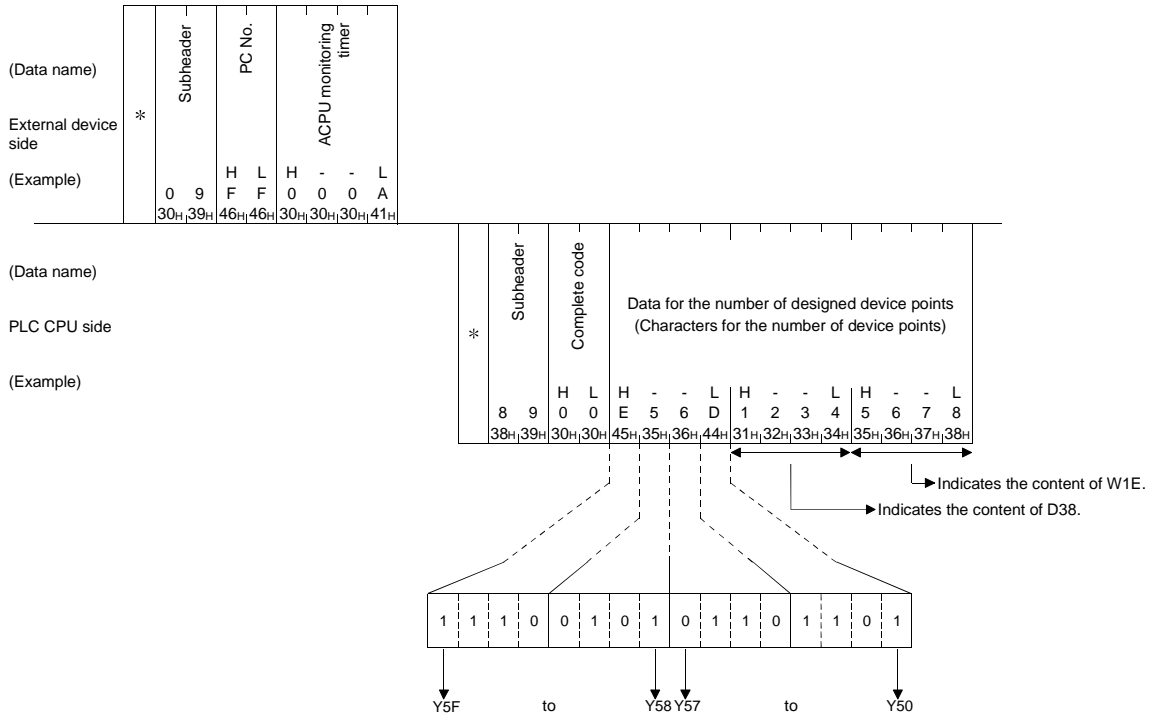 (Data name)
External device
side
(Example)
*
Subheader
PC No.
ACPU monitoring
timer
H L H - - L
0 9 F F 0 0 0 A
30H 39H 46H 46H 30H 30H 30H 41H
(Data name)
PLC CPU side
(Example)
*
Subheader
Complete code
Data for the number of designed device points
(Characters for the number of device points)
H L H - - L H - - L H - - L
8 9 0 0 E 5 6 D 1 2 3 4 5 6 7 8
38H 39H 30H 30H 45H 35H 36H 44H 31H 32H 33H 34H 35H 36H 37H 38H
Indicates the content of W1E.
Indicates the content of D38.
1 1 1 0 0 1 0 1 0 1 1 0 1 1 0 1
Y5F to Y58 Y57 to Y50